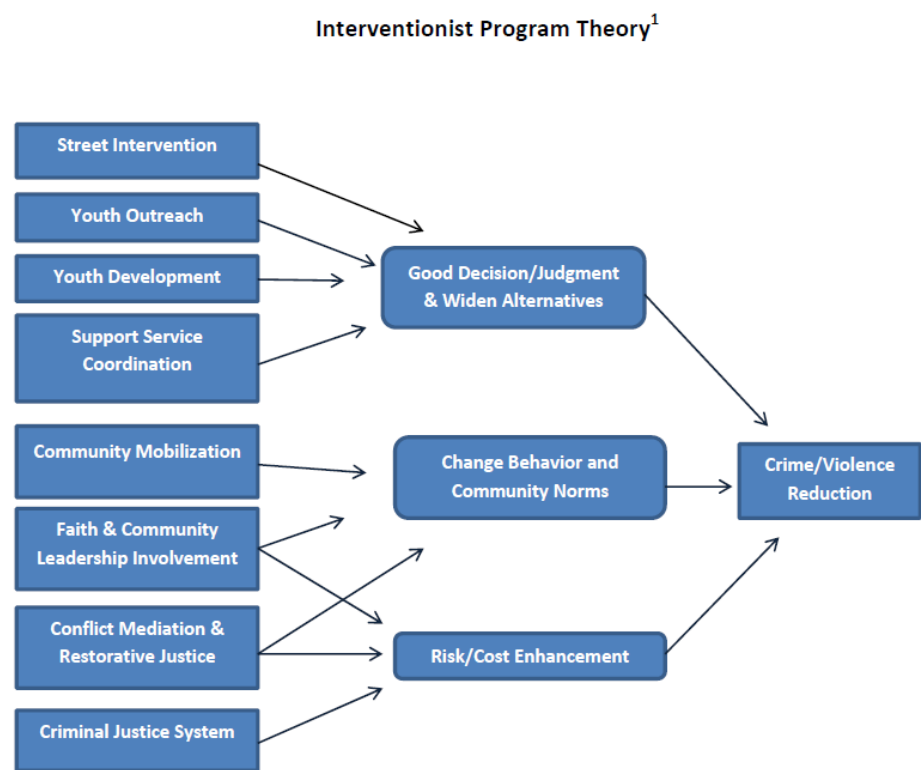 Interventionist Program Theory1
Street Intervention
Youth Outreach
Youth Development
Support Service
Coordination
Community Mobilization
Faith & Community
Leadership Involvement
Conflict Mediation &
Restorative Justice
Criminal Justice System
Good Decision/Judgment
& Widen Alternatives
Change Behavior and
Community Norms
Risk/Cost Enhancement
Crime/Violence
Reduction